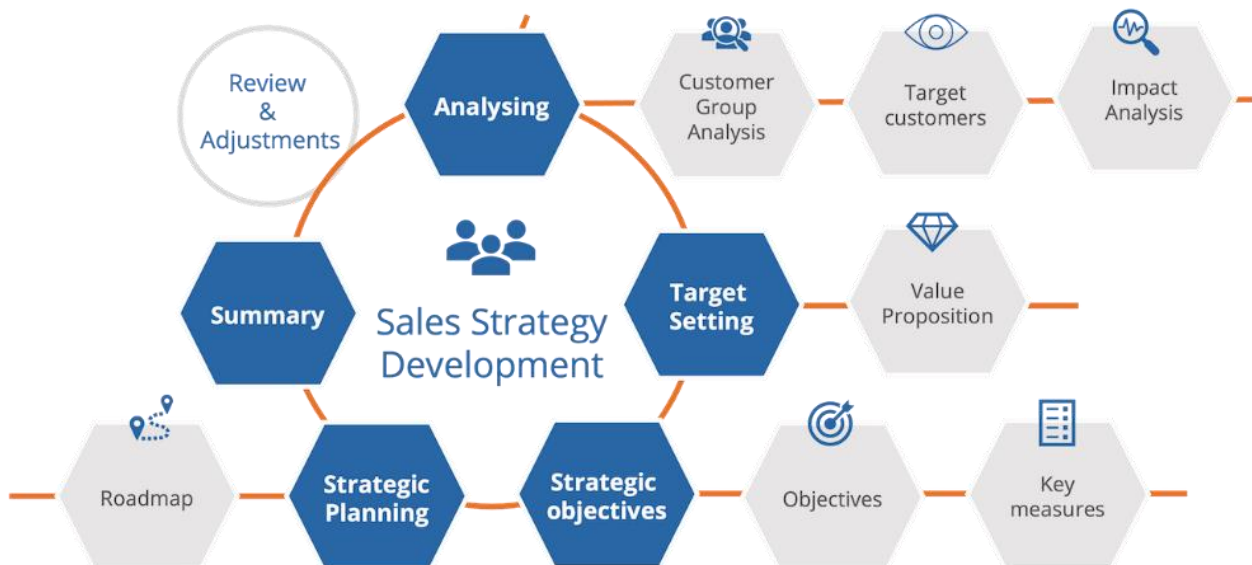 Review
&
Adjustments
Analysing
Customer
Group
Analysis
Target
customers
Impact
Analysis
Summary
Sales Strategy
Development
Target
Setting
Value
Proposition
Roadmap
Strategic
Planning
Strategic
objectives
Objectives
Key
measures